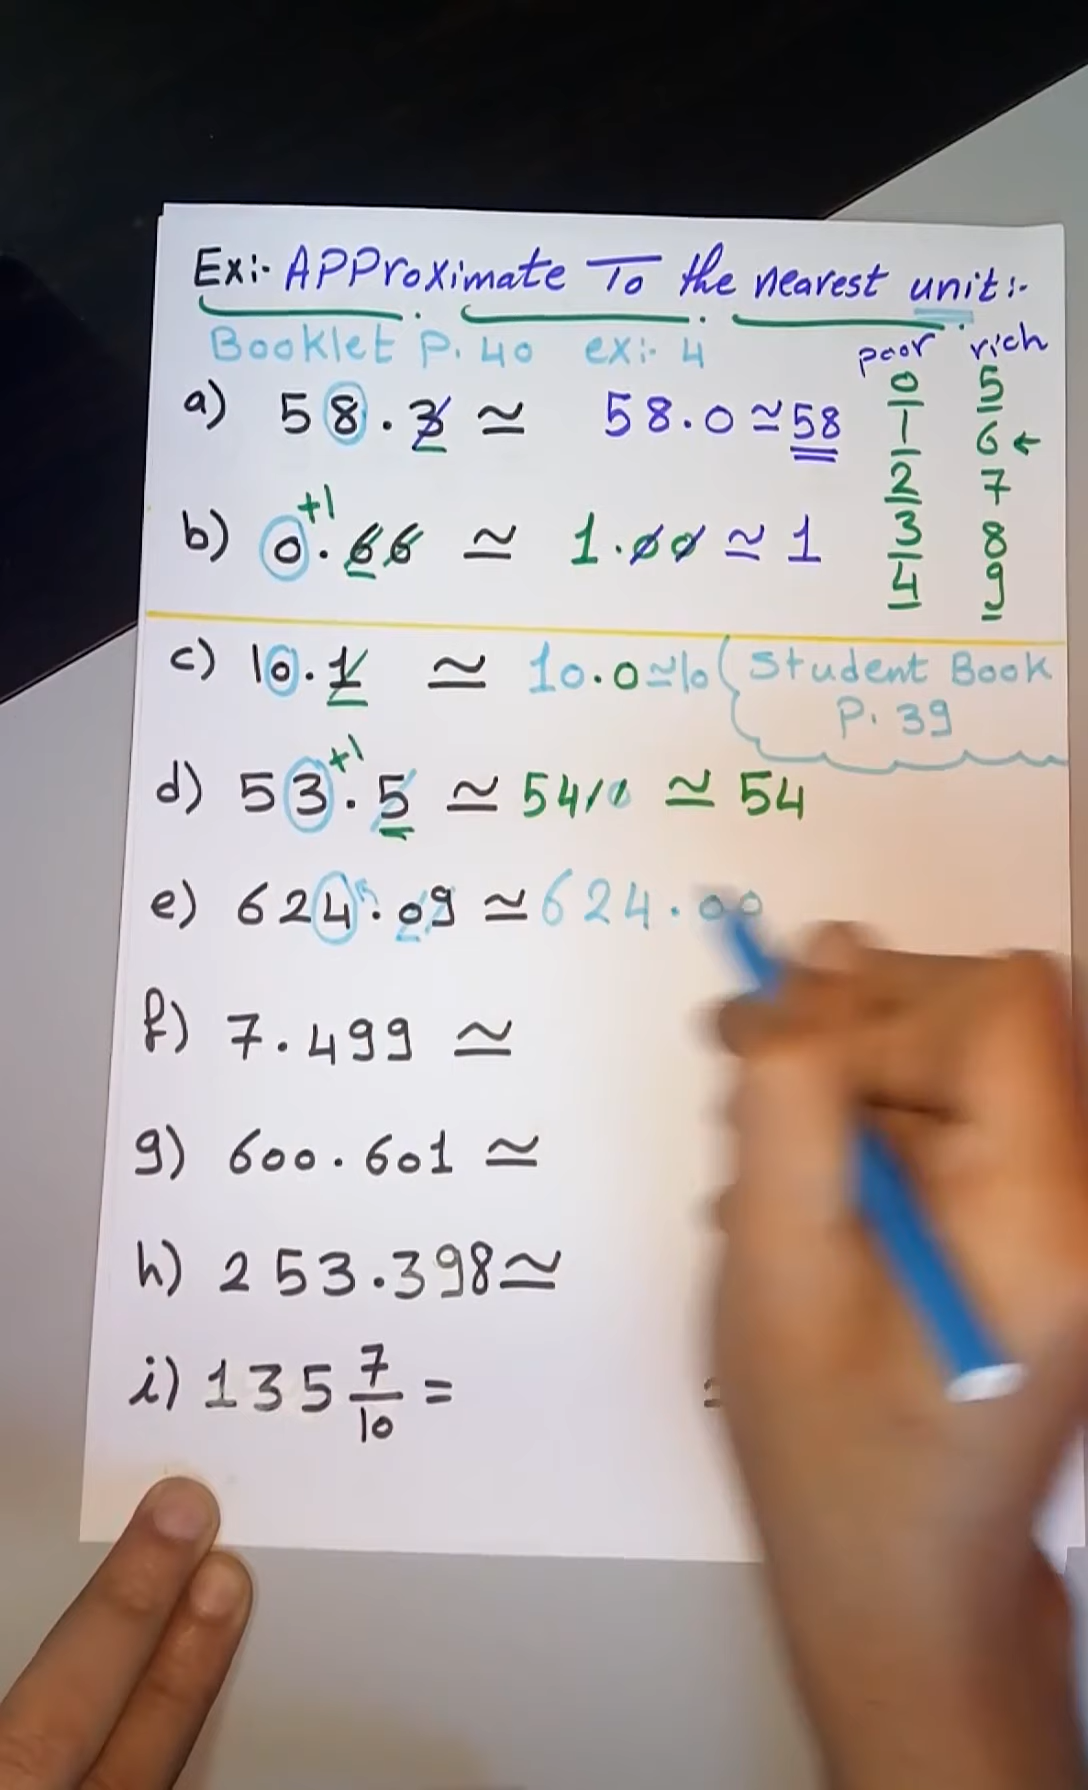 Ex:- APProximate To the nearest unit:-
Booklet P. 40 ex:- 4
poor rich
0 5
1 6 ←
2 7
3 8
4 9
a) 58.3 ≃ 58.0 ≃ 58
+1
b) 0.66 ≃ 1.00 ≃ 1
c) 10.1 ≃ 10.0 ≃ 10
Student Book
P. 39
+1
d) 53.5 ≃ 54.0 ≃ 54
e) 624.09 ≃ 624.00
f) 7.499 ≃
g) 600.601 ≃
h) 253.398 ≃
i) 135 7/10 =